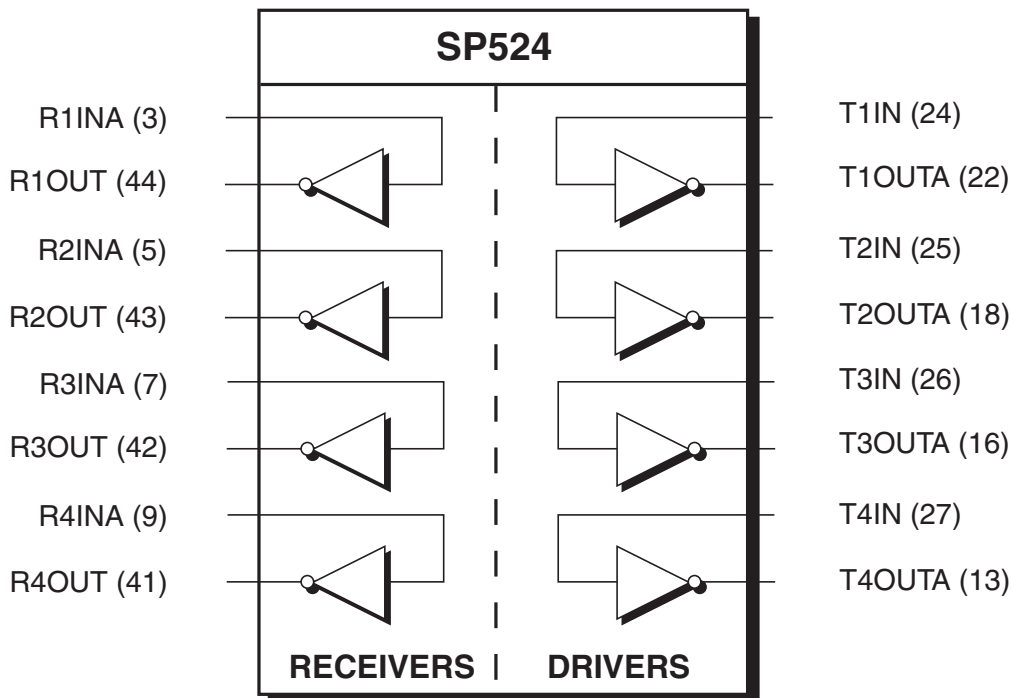 SP524
R1INA (3)
R1OUT (44)
R2INA (5)
R2OUT (43)
R3INA (7)
R3OUT (42)
R4INA (9)
R4OUT (41)
T1IN (24)
T1OUTA (22)
T2IN (25)
T2OUTA (18)
T3IN (26)
T3OUTA (16)
T4IN (27)
T4OUTA (13)
RECEIVERS
DRIVERS